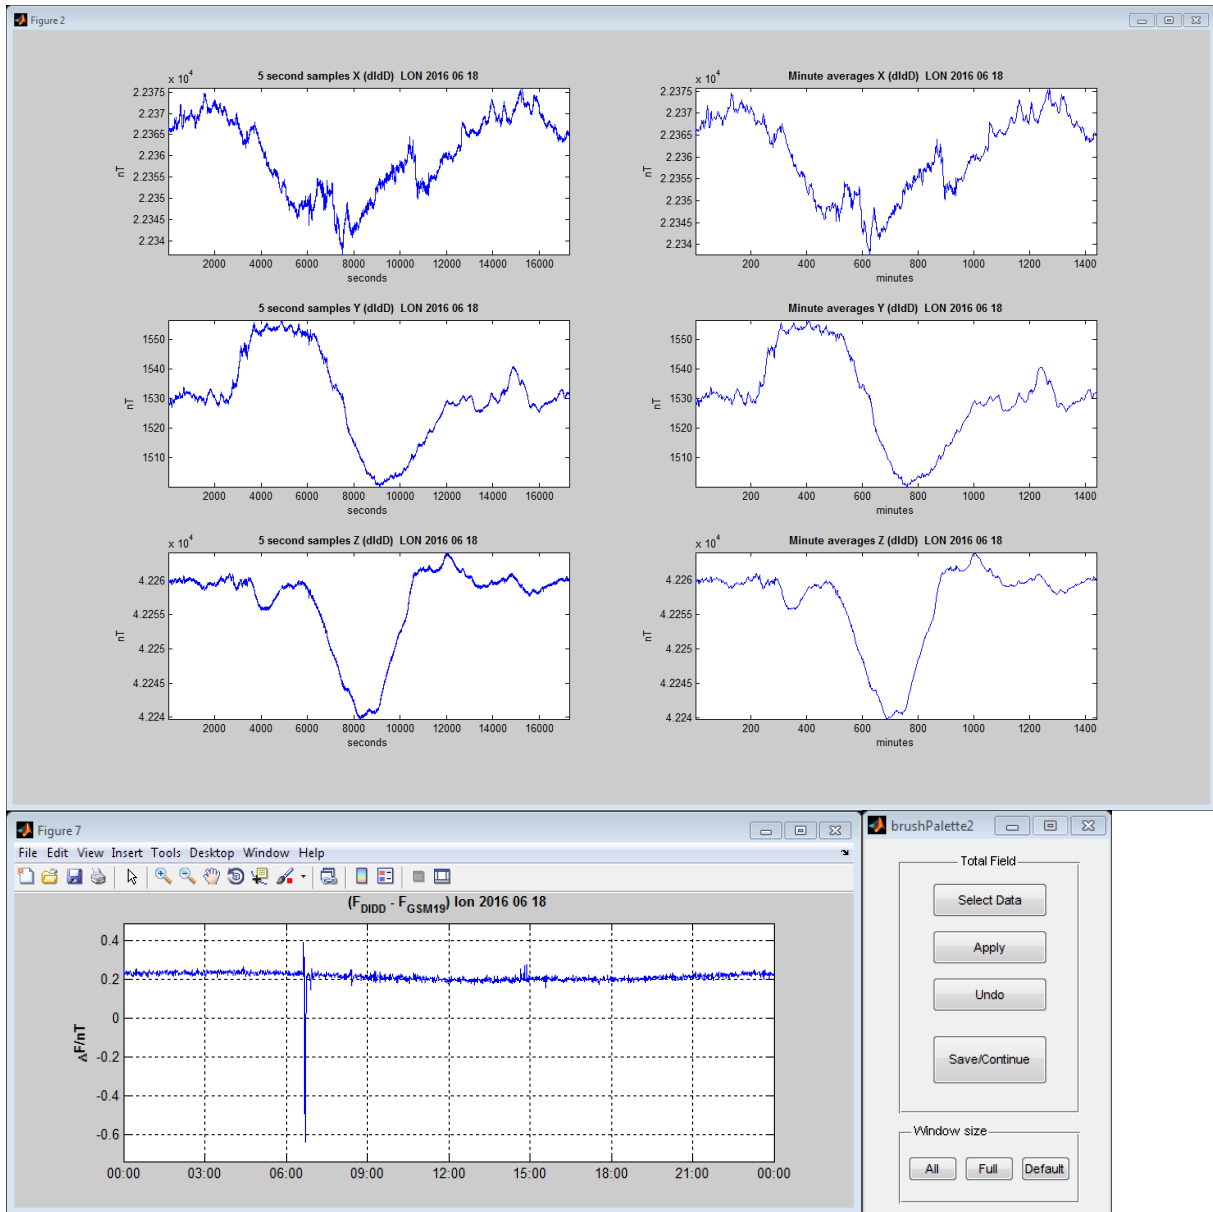 Figure 2
5 second samples X (dIdD)  LON 2016 06 18
x 10^4
2.2375
2.237
2.2365
2.236
2.2355
2.235
2.2345
2.234
nT
2000 4000 6000 8000 10000 12000 14000 16000
seconds
Minute averages X (dIdD)  LON 2016 06 18
x 10^4
2.2375
2.237
2.2365
2.236
2.2355
2.235
2.2345
2.234
nT
200 400 600 800 1000 1200 1400
minutes
5 second samples Y (dIdD)  LON 2016 06 18
1550
1540
1530
1520
1510
nT
2000 4000 6000 8000 10000 12000 14000 16000
seconds
Minute averages Y (dIdD)  LON 2016 06 18
1550
1540
1530
1520
1510
nT
200 400 600 800 1000 1200 1400
minutes
5 second samples Z (dIdD)  LON 2016 06 18
x 10^4
4.226
4.2255
4.225
4.2245
4.224
nT
2000 4000 6000 8000 10000 12000 14000 16000
seconds
Minute averages Z (dIdD)  LON 2016 06 18
x 10^4
4.226
4.2255
4.225
4.2245
4.224
nT
200 400 600 800 1000 1200 1400
minutes
Figure 7
File Edit View Insert Tools Desktop Window Help
(F_DIDD - F_GSM19) lon 2016 06 18
0.4
0.2
0
-0.2
-0.4
-0.6
ΔF/nT
00:00 03:00 06:00 09:00 12:00 15:00 18:00 21:00 00:00
brushPalette2
Total Field
Select Data
Apply
Undo
Save/Continue
Window size
All Full Default